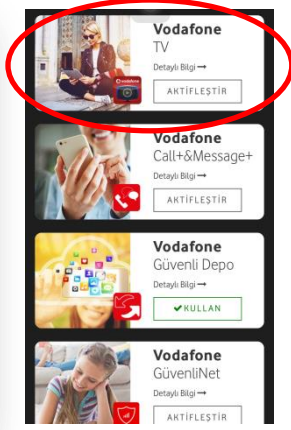 Vodafone
TV
Detaylı Bilgi →
AKTİFLEŞTİR
Vodafone
Call+&Message+
Detaylı Bilgi →
AKTİFLEŞTİR
Vodafone
Güvenli Depo
Detaylı Bilgi →
✔KULLAN
Vodafone
GüvenliNet
Detaylı Bilgi →
AKTİFLEŞTİR